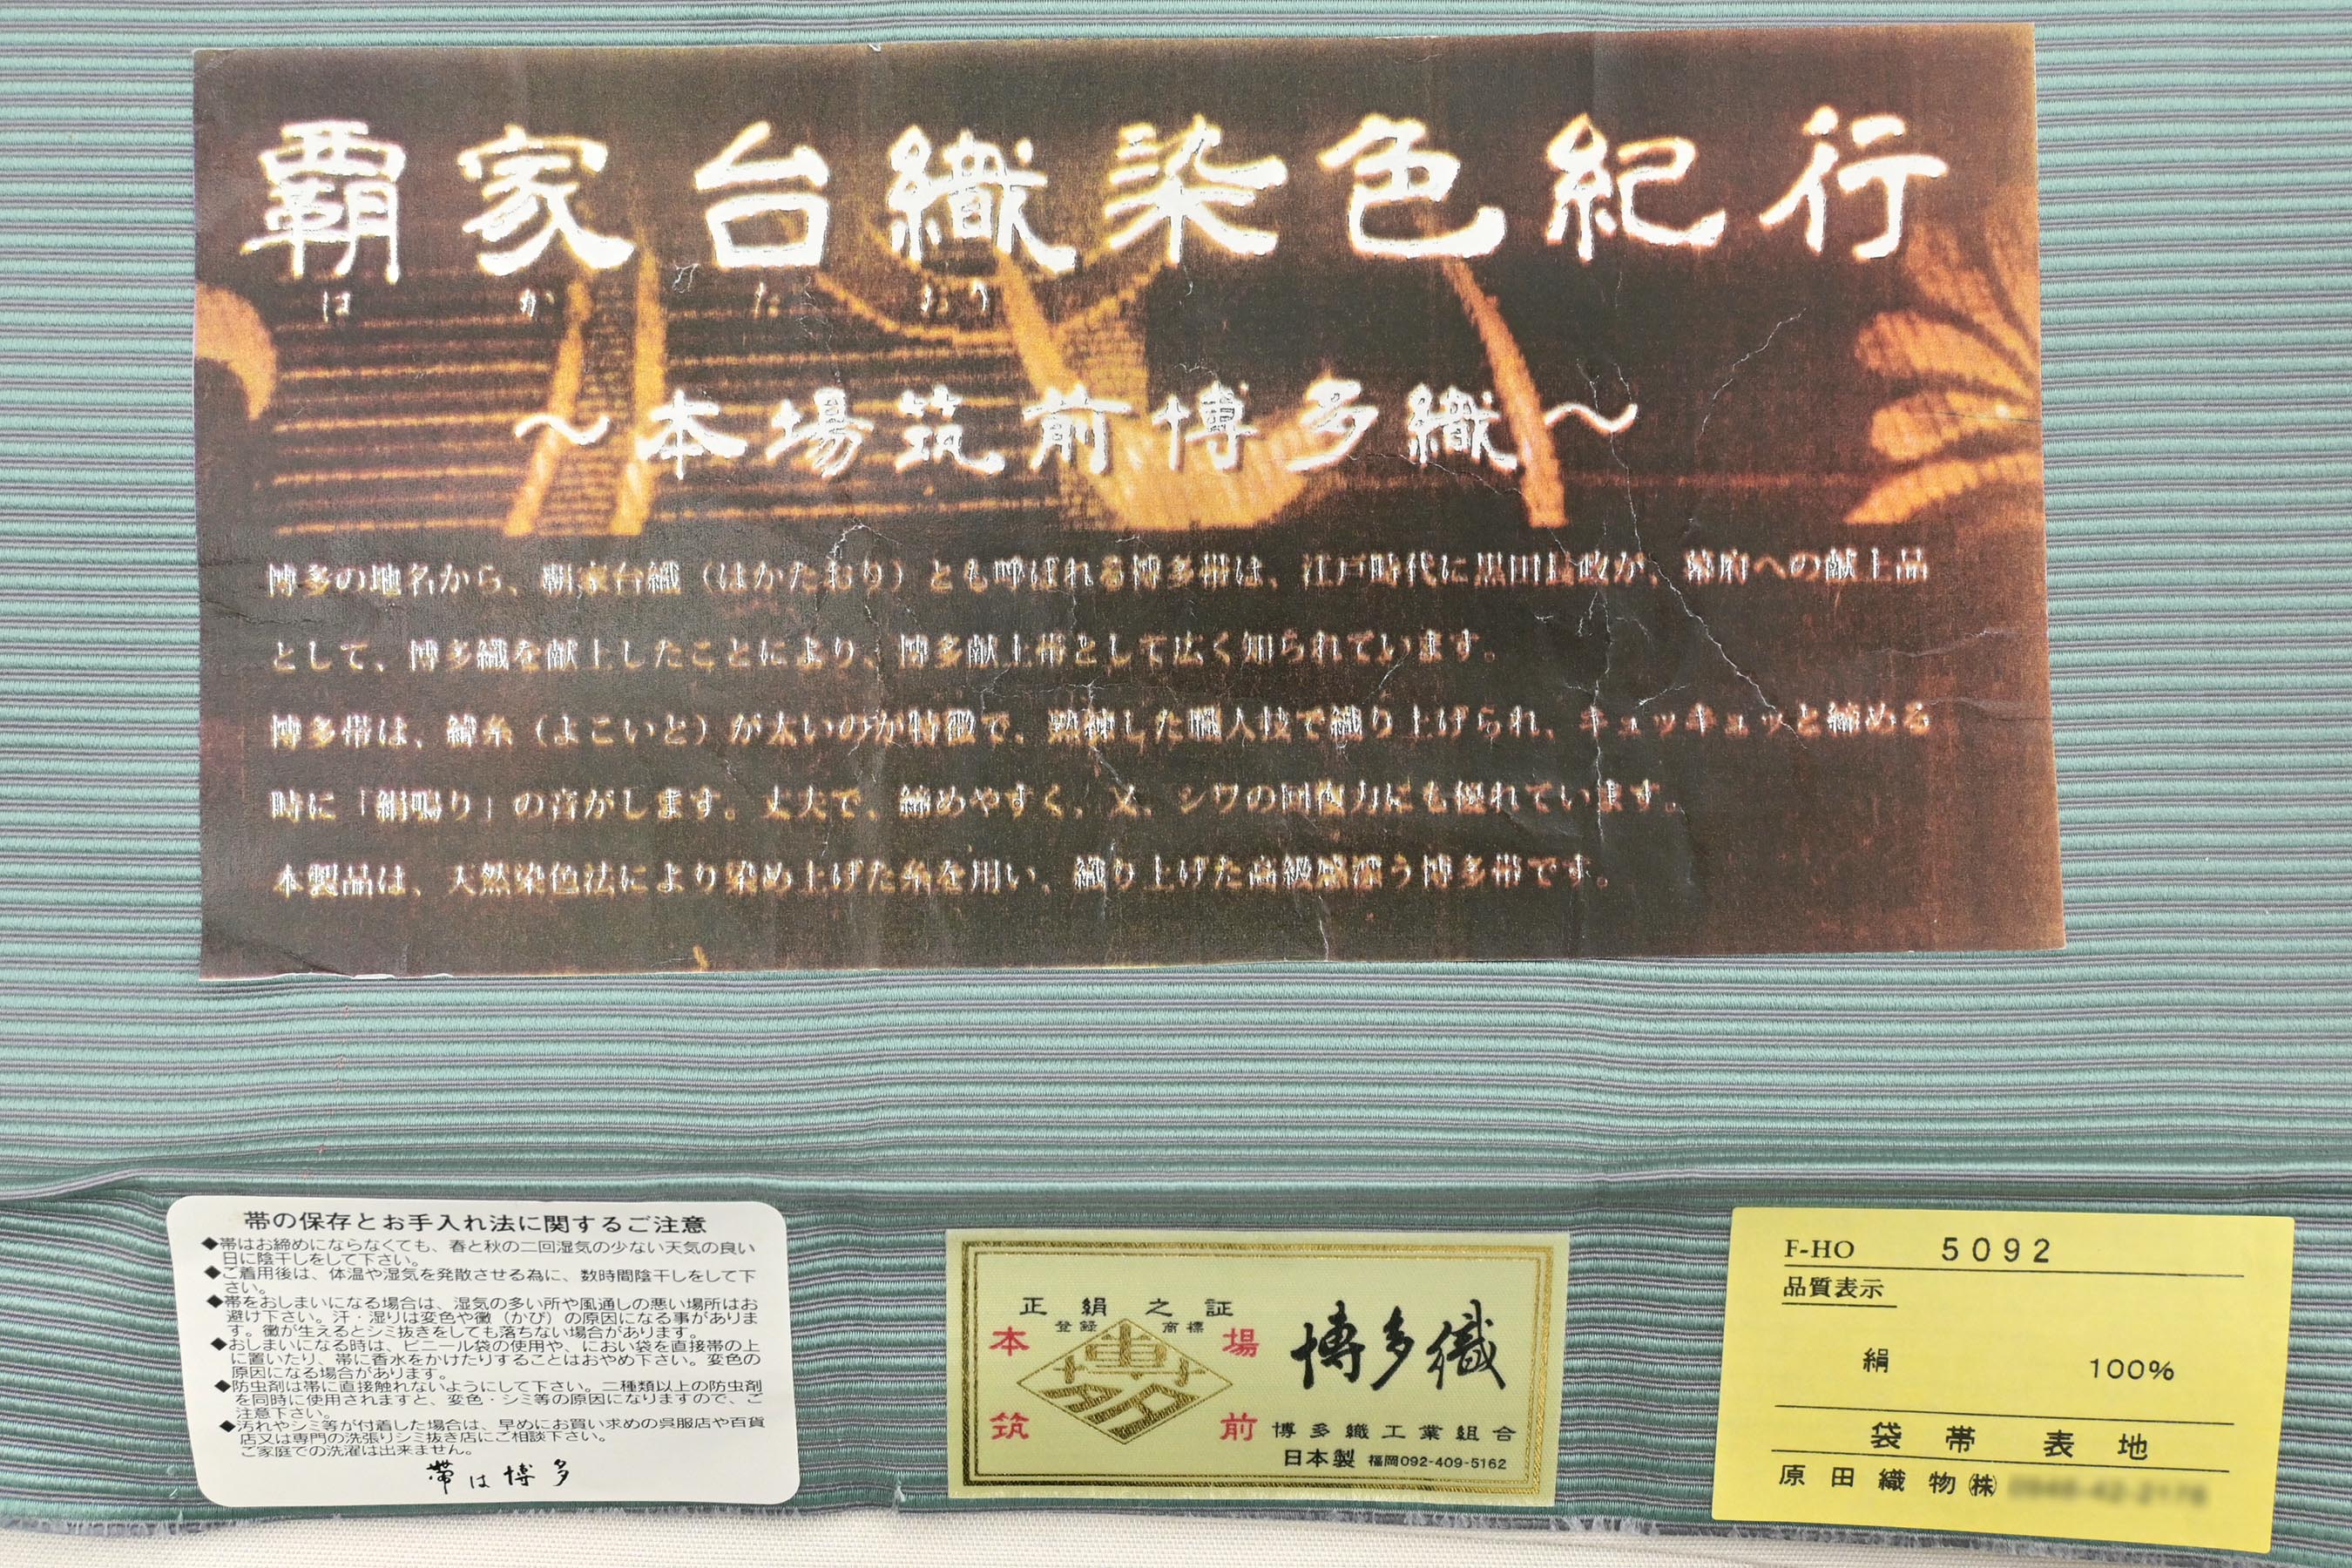 覇家台織染色紀行
は か た おり
～本場筑前博多織～
博多の地名から、覇家台織（はかたおり）とも呼ばれる博多帯は、江戸時代に黒田長政が、幕府への献上品
として、博多織を献上したことにより、博多献上帯として広く知られています。
博多帯は、緯糸（よこいと）が太いのが特徴で、熟練した職人技で織り上げられ、キュッキュッと締める
時に「絹鳴り」の音がします。丈夫で、締めやすく、又、シワの回復力にも優れています。
本製品は、天然染色法により染め上げた糸を用い、織り上げた高級感漂う博多帯です。
帯の保存とお手入れ法に関するご注意
◆帯はお締めにならなくても、春と秋の二回湿気の少ない天気の良い
日に陰干しをして下さい。
◆ご着用後は、体温や湿気を発散させる為に、数時間陰干しをして下
さい。
◆帯をおしまいになる場合は、湿気の多い所や風通しの悪い場所はお
避け下さい。汗・湿りは変色や黴（かび）の原因になる事がありま
す。黴が生えるとシミ抜きをしても落ちない場合があります。
◆おしまいになる時は、ビニール袋の使用や、におい袋を直接帯の上
に置いたり、帯に香水をかけたりすることはおやめ下さい。変色の
原因になる場合があります。
◆防虫剤は帯に直接触れないようにして下さい。二種類以上の防虫剤
を同時に使用されますと、変色・シミ等の原因になりますので、ご
注意下さい。
◆汚れやシミ等が付着した場合は、早めにお買い求めの呉服店や百貨
店又は専門の洗張りシミ抜き店にご相談下さい。
ご家庭での洗濯は出来ません。
帯は博多
正絹之証
登録 商標
本 場
筑 前
博多
博多織
博多織工業組合
日本製 福岡092-409-5162
F-HO 5092
品質表示
絹 100%
袋帯表地
原田織物㈱